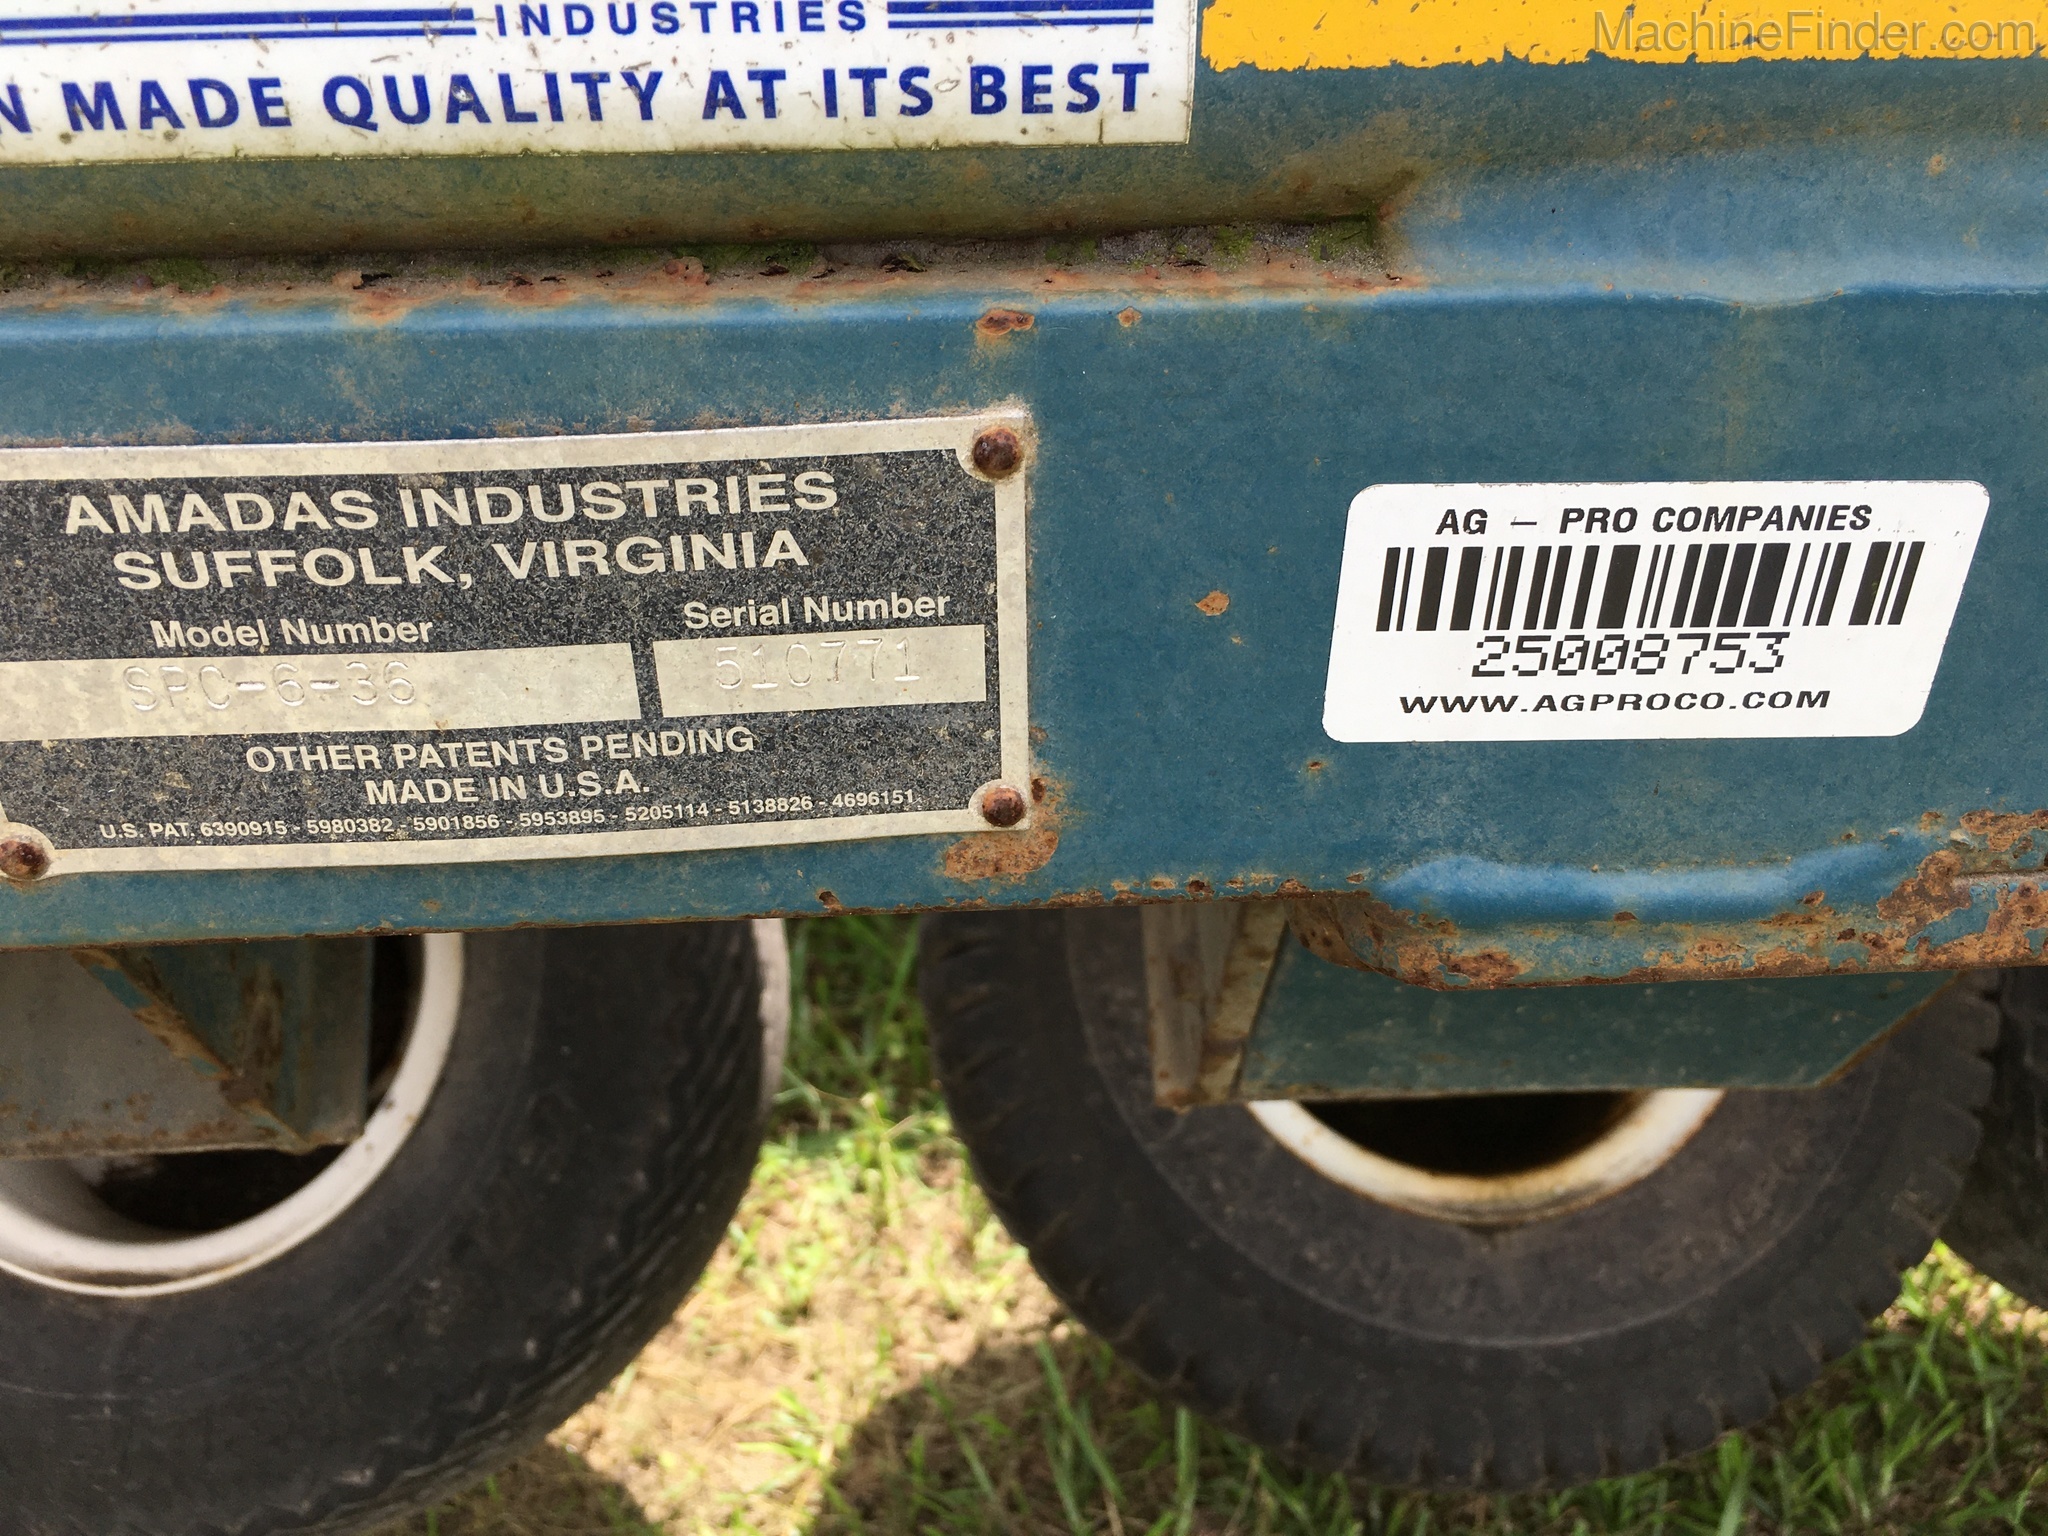 MachineFinder.com
INDUSTRIES
N MADE QUALITY AT ITS BEST
AMADAS INDUSTRIES
SUFFOLK, VIRGINIA
Model Number Serial Number
SPC-6-36 510771
OTHER PATENTS PENDING
MADE IN U.S.A.
U.S. PAT. 6390915 - 5980382 - 5901856 - 5953895 - 5205114 - 5138826 - 4696151
AG – PRO COMPANIES
25008753
WWW.AGPROCO.COM